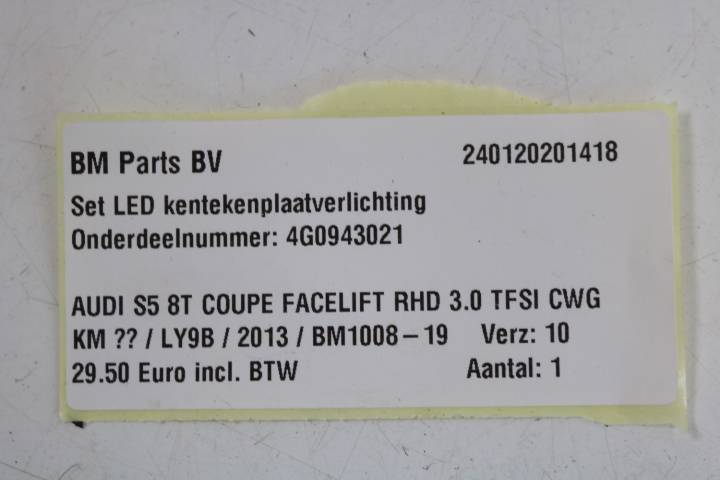 BM Parts BV 240120201418
Set LED kentekenplaatverlichting
Onderdeelnummer: 4G0943021
AUDI S5 8T COUPE FACELIFT RHD 3.0 TFSI CWG
KM ?? / LY9B / 2013 / BM1008-19 Verz: 10
29.50 Euro incl. BTW Aantal: 1